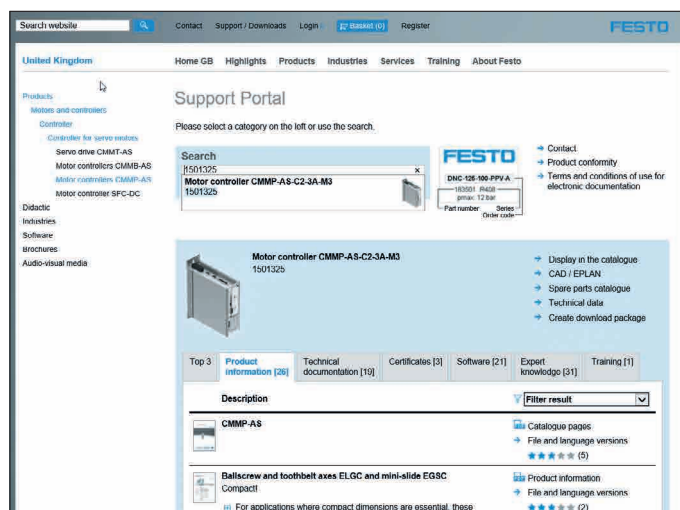 Search website
Contact Support / Downloads Login Basket (0) Register
FESTO
United Kingdom
Home GB Highlights Products Industries Services Training About Festo
Products
Motors and controllers
Controller
Controller for servo motors
Servo drive CMMT-AS
Motor controllers CMMB-AS
Motor controllers CMMP-AS
Motor controller SFC-DC
Didactic
Industries
Software
Brochures
Audio-visual media
Support Portal
Please select a category on the left or use the search.
Search
1501325 x
Motor controller CMMP-AS-C2-3A-M3
1501325
FESTO
DNC-126-100-PPV-A
163501 R408
pmax: 12 bar
Part number Series
Order code
Contact
Product conformity
Terms and conditions of use for
electronic documentation
Motor controller CMMP-AS-C2-3A-M3
1501325
Display in the catalogue
CAD / EPLAN
Spare parts catalogue
Technical data
Create download package
Top 3
Product
information [26]
Technical
documentation [19]
Certificates [3]
Software [21]
Expert
knowledge [31]
Training [1]
Description
Filter result
CMMP-AS
Catalogue pages
File and language versions
(5)
Ballscrew and toothbelt axes ELGC and mini-slide EGSC
Compact!
For applications where compact dimensions are essential, these
Product information
File and language versions
(2)